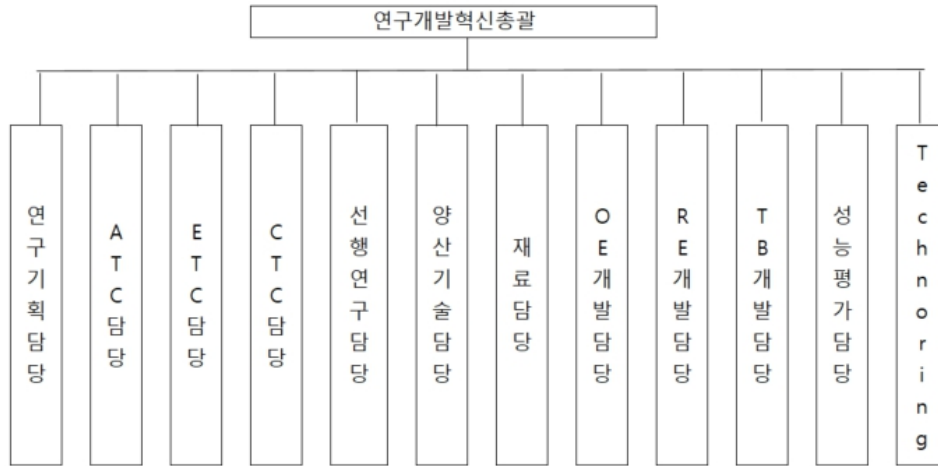 연구개발혁신총괄
연구기획담당
ATC담당
ETC담당
CTC담당
선행연구담당
양산기술담당
재료담당
OE개발담당
RE개발담당
TB개발담당
성능평가담당
Technoring